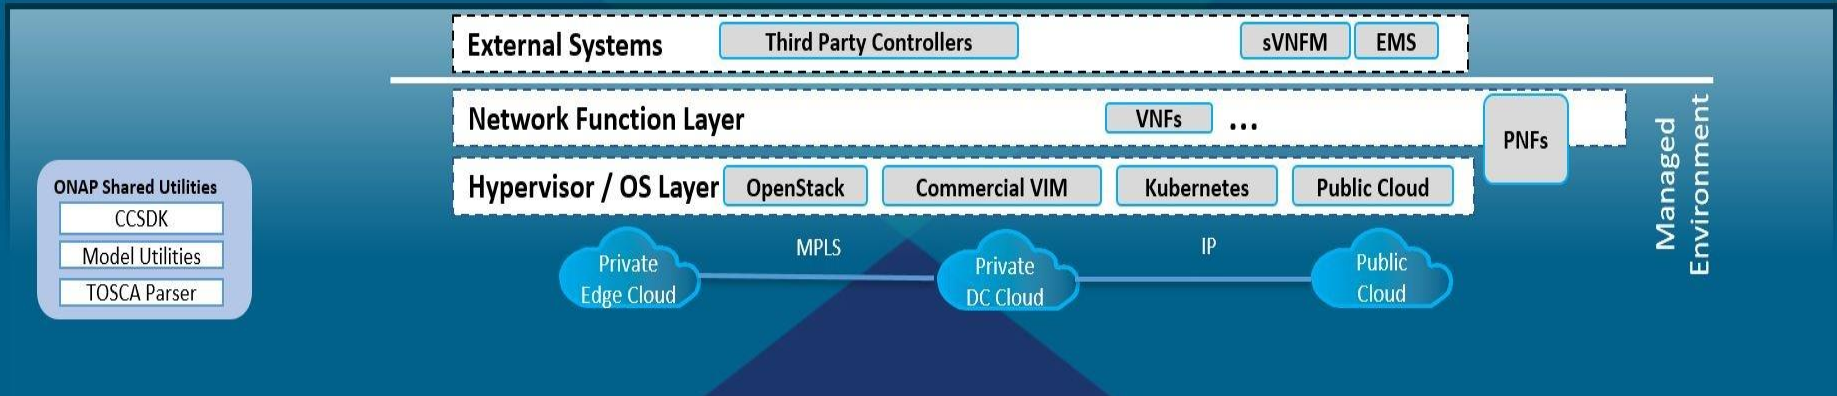 External Systems
Third Party Controllers
sVNFM
EMS
Network Function Layer
VNFs
...
PNFs
Managed
Environment
Hypervisor / OS Layer
OpenStack
Commercial VIM
Kubernetes
Public Cloud
ONAP Shared Utilities
CCSDK
Model Utilities
TOSCA Parser
Private
Edge Cloud
MPLS
Private
DC Cloud
IP
Public
Cloud